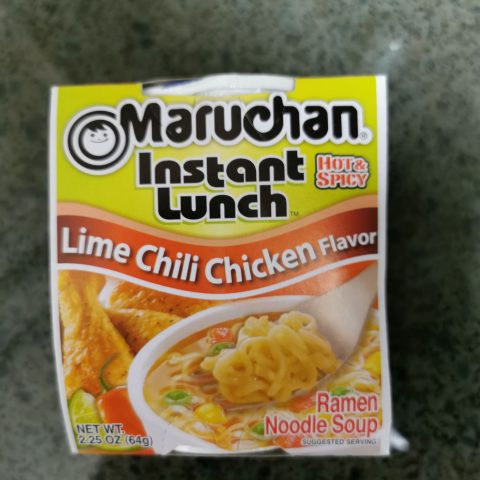 Maruchan®
Instant
Lunch™
HOT &
SPICY
Lime Chili Chicken Flavor
Ramen
Noodle Soup
SUGGESTED SERVING
NET WT.
2.25 OZ (64g)